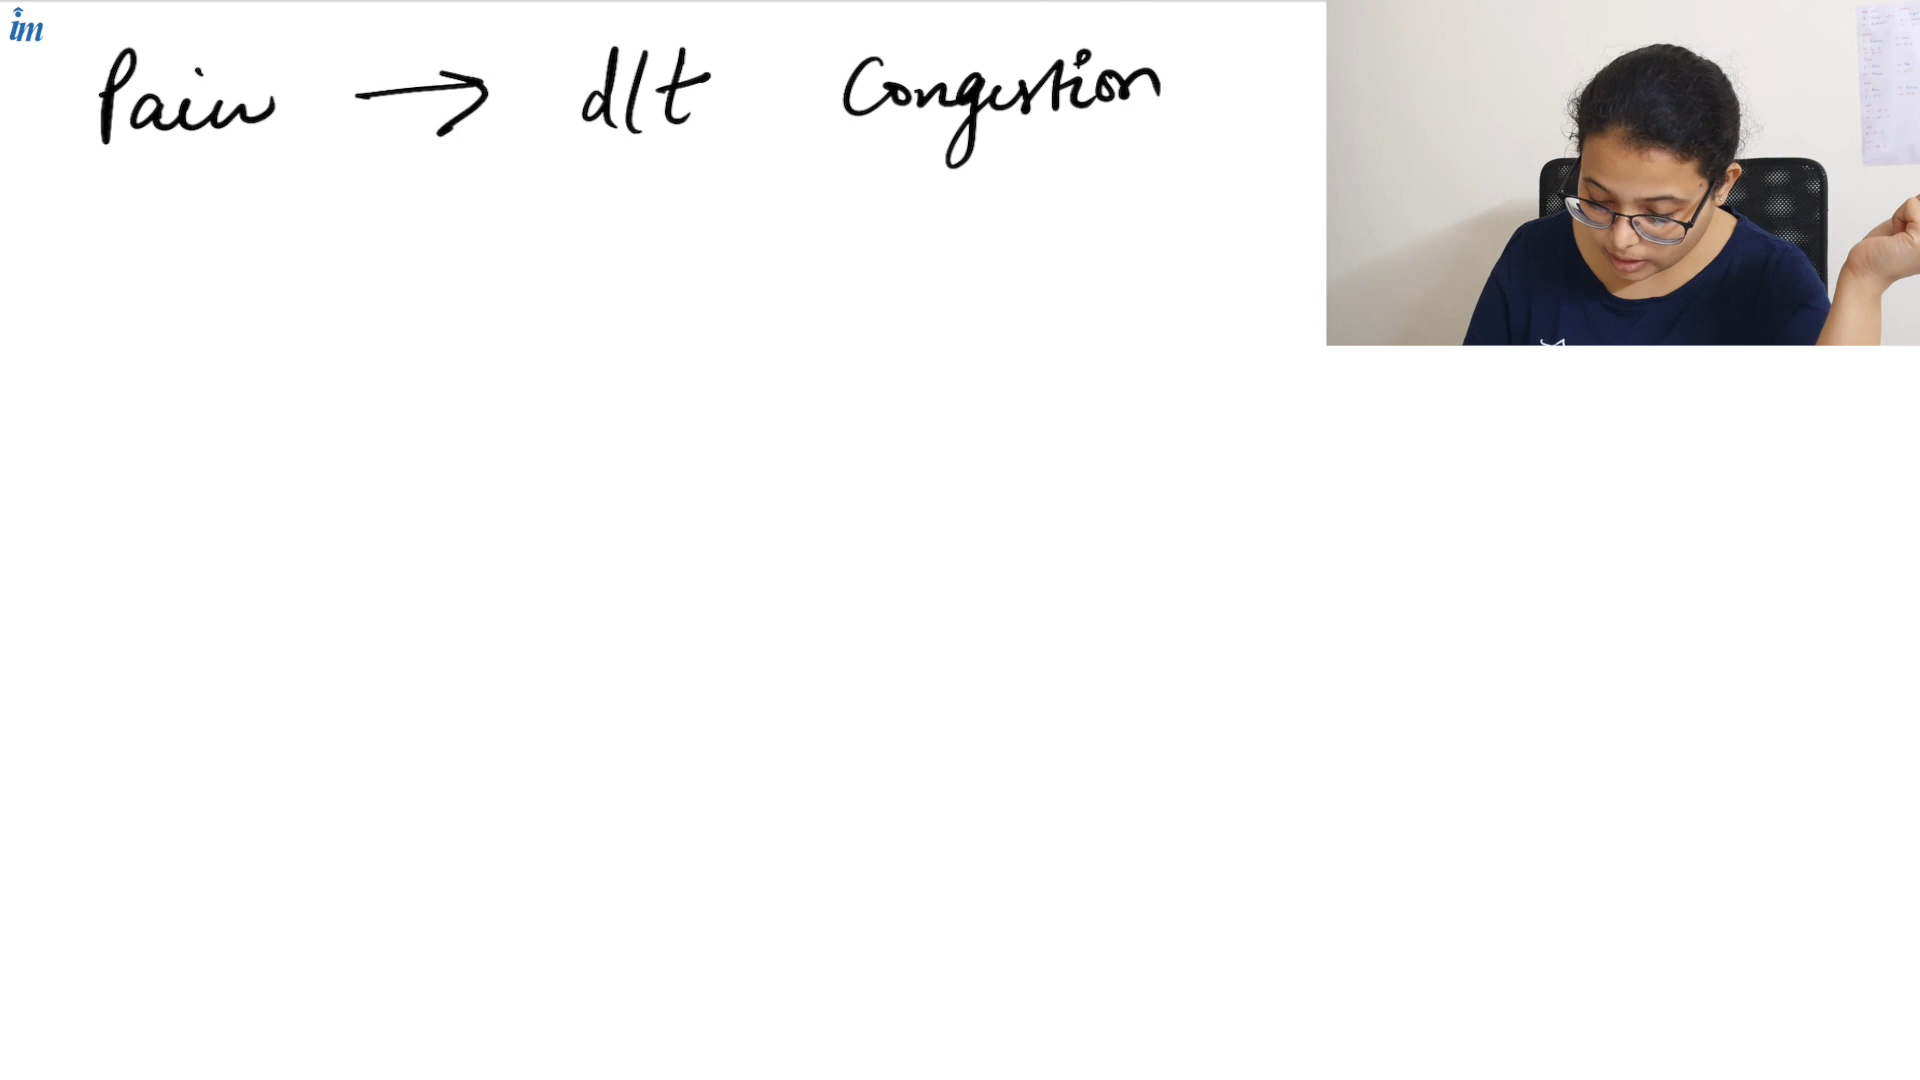 im
Pain → d/t Congestion